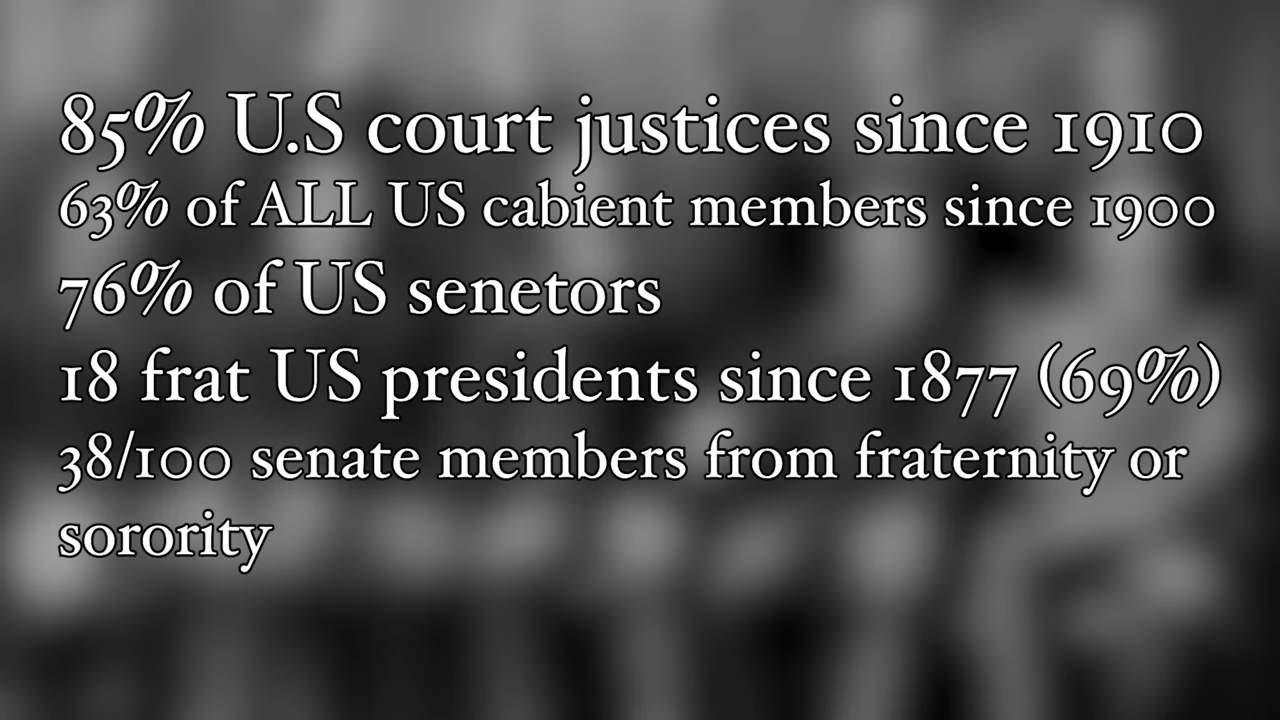 85% U.S court justices since 1910
63% of ALL US cabient members since 1900
76% of US senetors
18 frat US presidents since 1877 (69%)
38/100 senate members from fraternity or
sorority